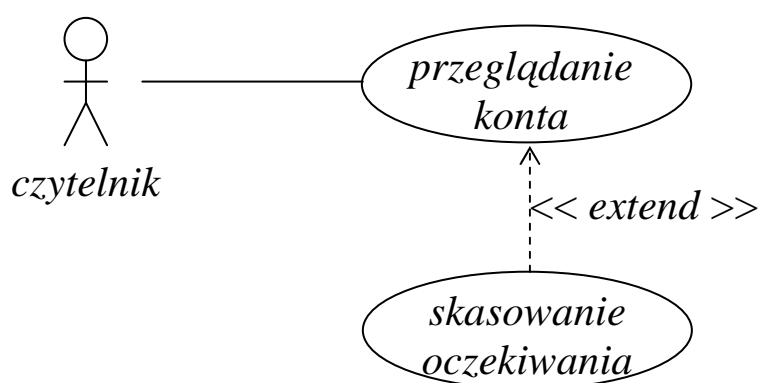 przeglądanie
konta
czytelnik
<< extend >>
skasowanie
oczekiwania